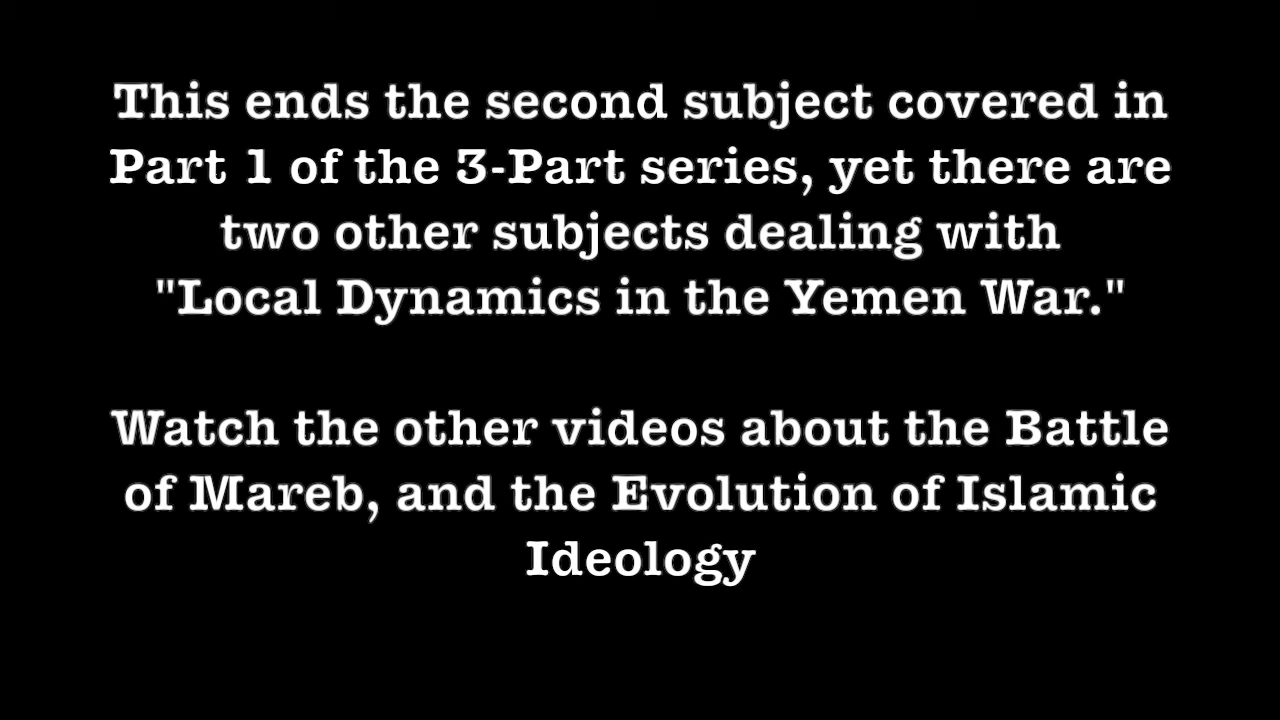 This ends the second subject covered in
Part 1 of the 3-Part series, yet there are
two other subjects dealing with
"Local Dynamics in the Yemen War."
Watch the other videos about the Battle
of Mareb, and the Evolution of Islamic
Ideology